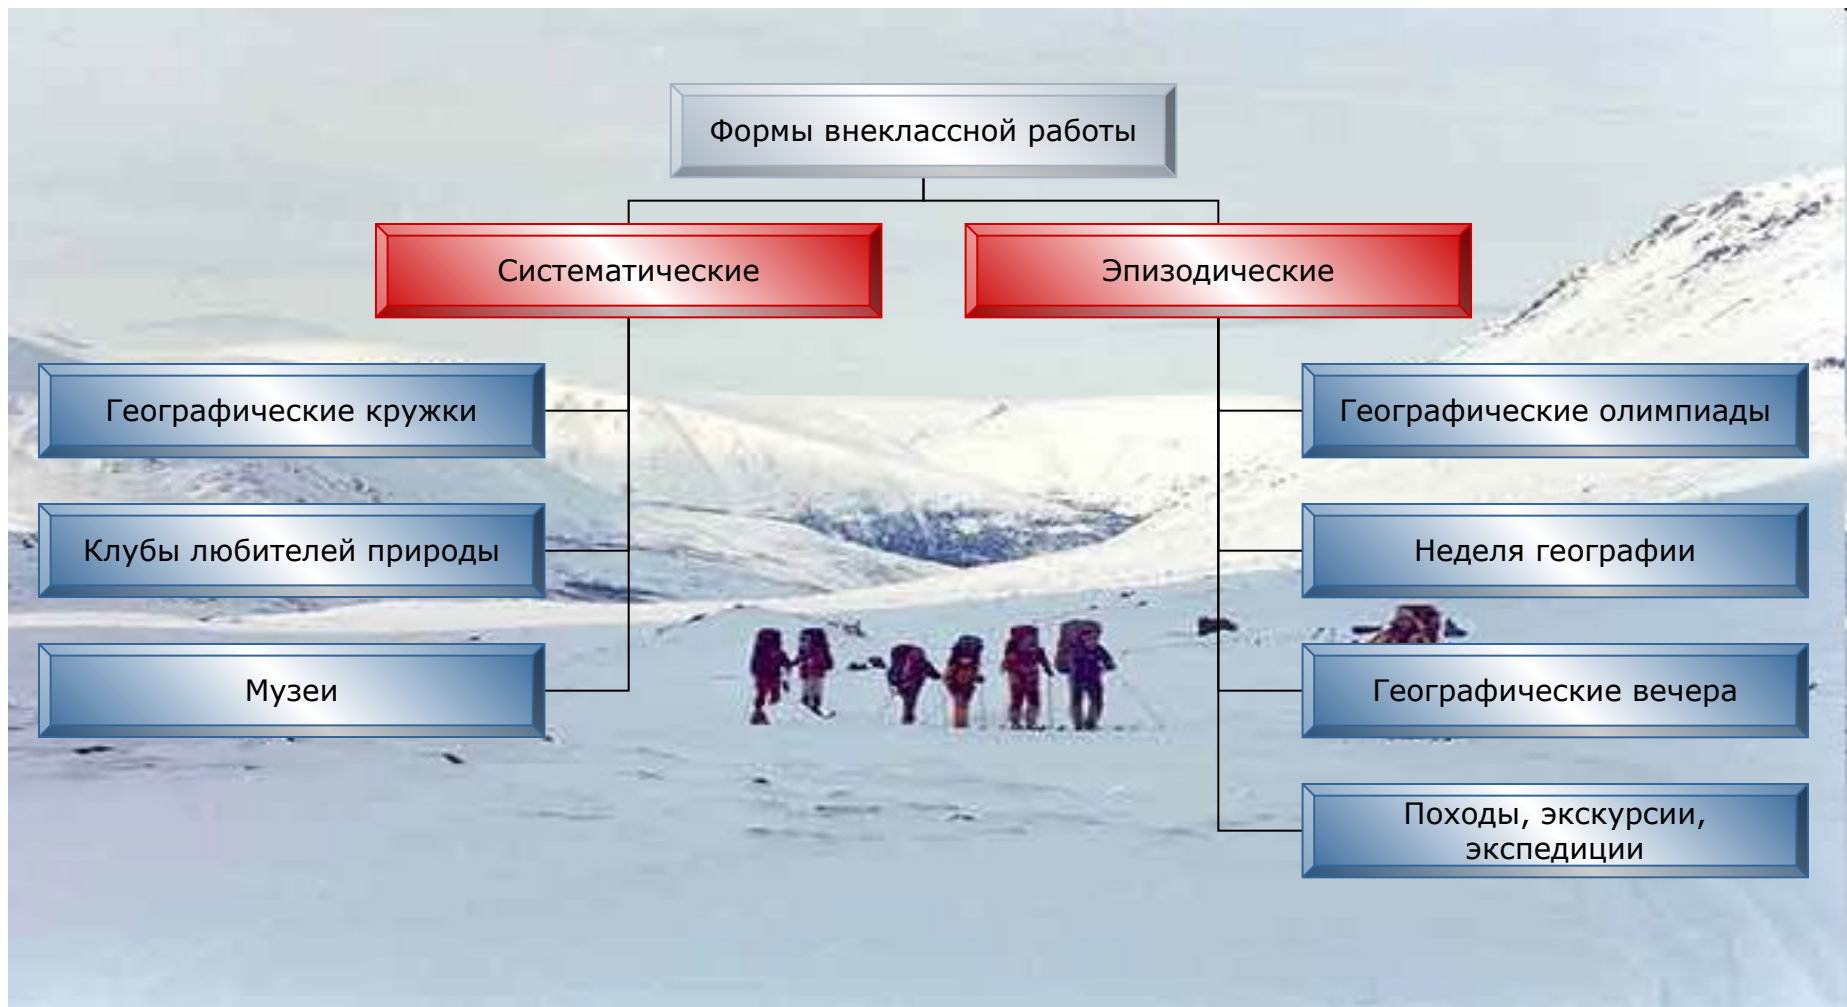 Формы внеклассной работы
Систематические
Эпизодические
Географические кружки
Клубы любителей природы
Музеи
Географические олимпиады
Неделя географии
Географические вечера
Походы, экскурсии,
экспедиции